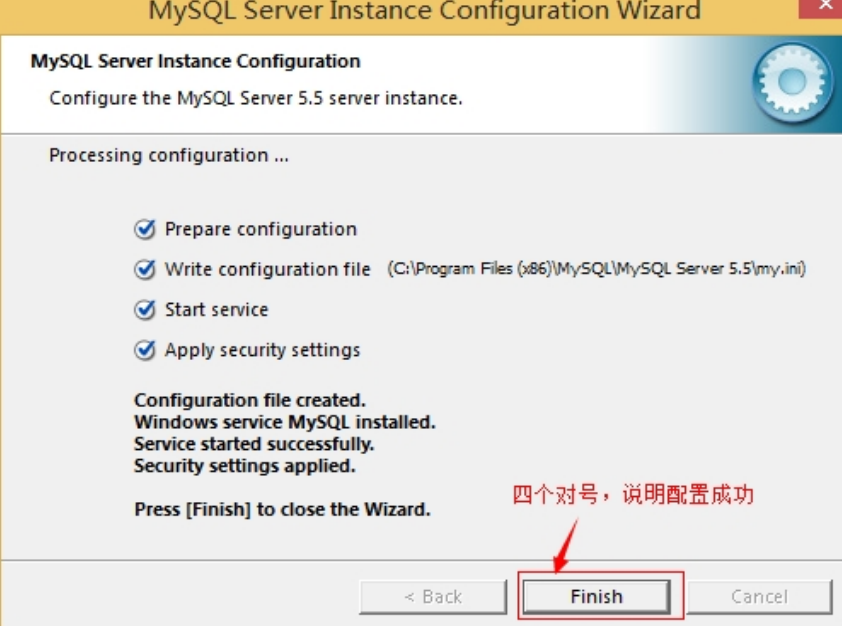 MySQL Server Instance Configuration Wizard
MySQL Server Instance Configuration
Configure the MySQL Server 5.5 server instance.
Processing configuration ...
Prepare configuration
Write configuration file (C:\Program Files (x86)\MySQL\MySQL Server 5.5\my.ini)
Start service
Apply security settings
Configuration file created.
Windows service MySQL installed.
Service started successfully.
Security settings applied.
Press [Finish] to close the Wizard.
四个对号，说明配置成功
< Back Finish Cancel